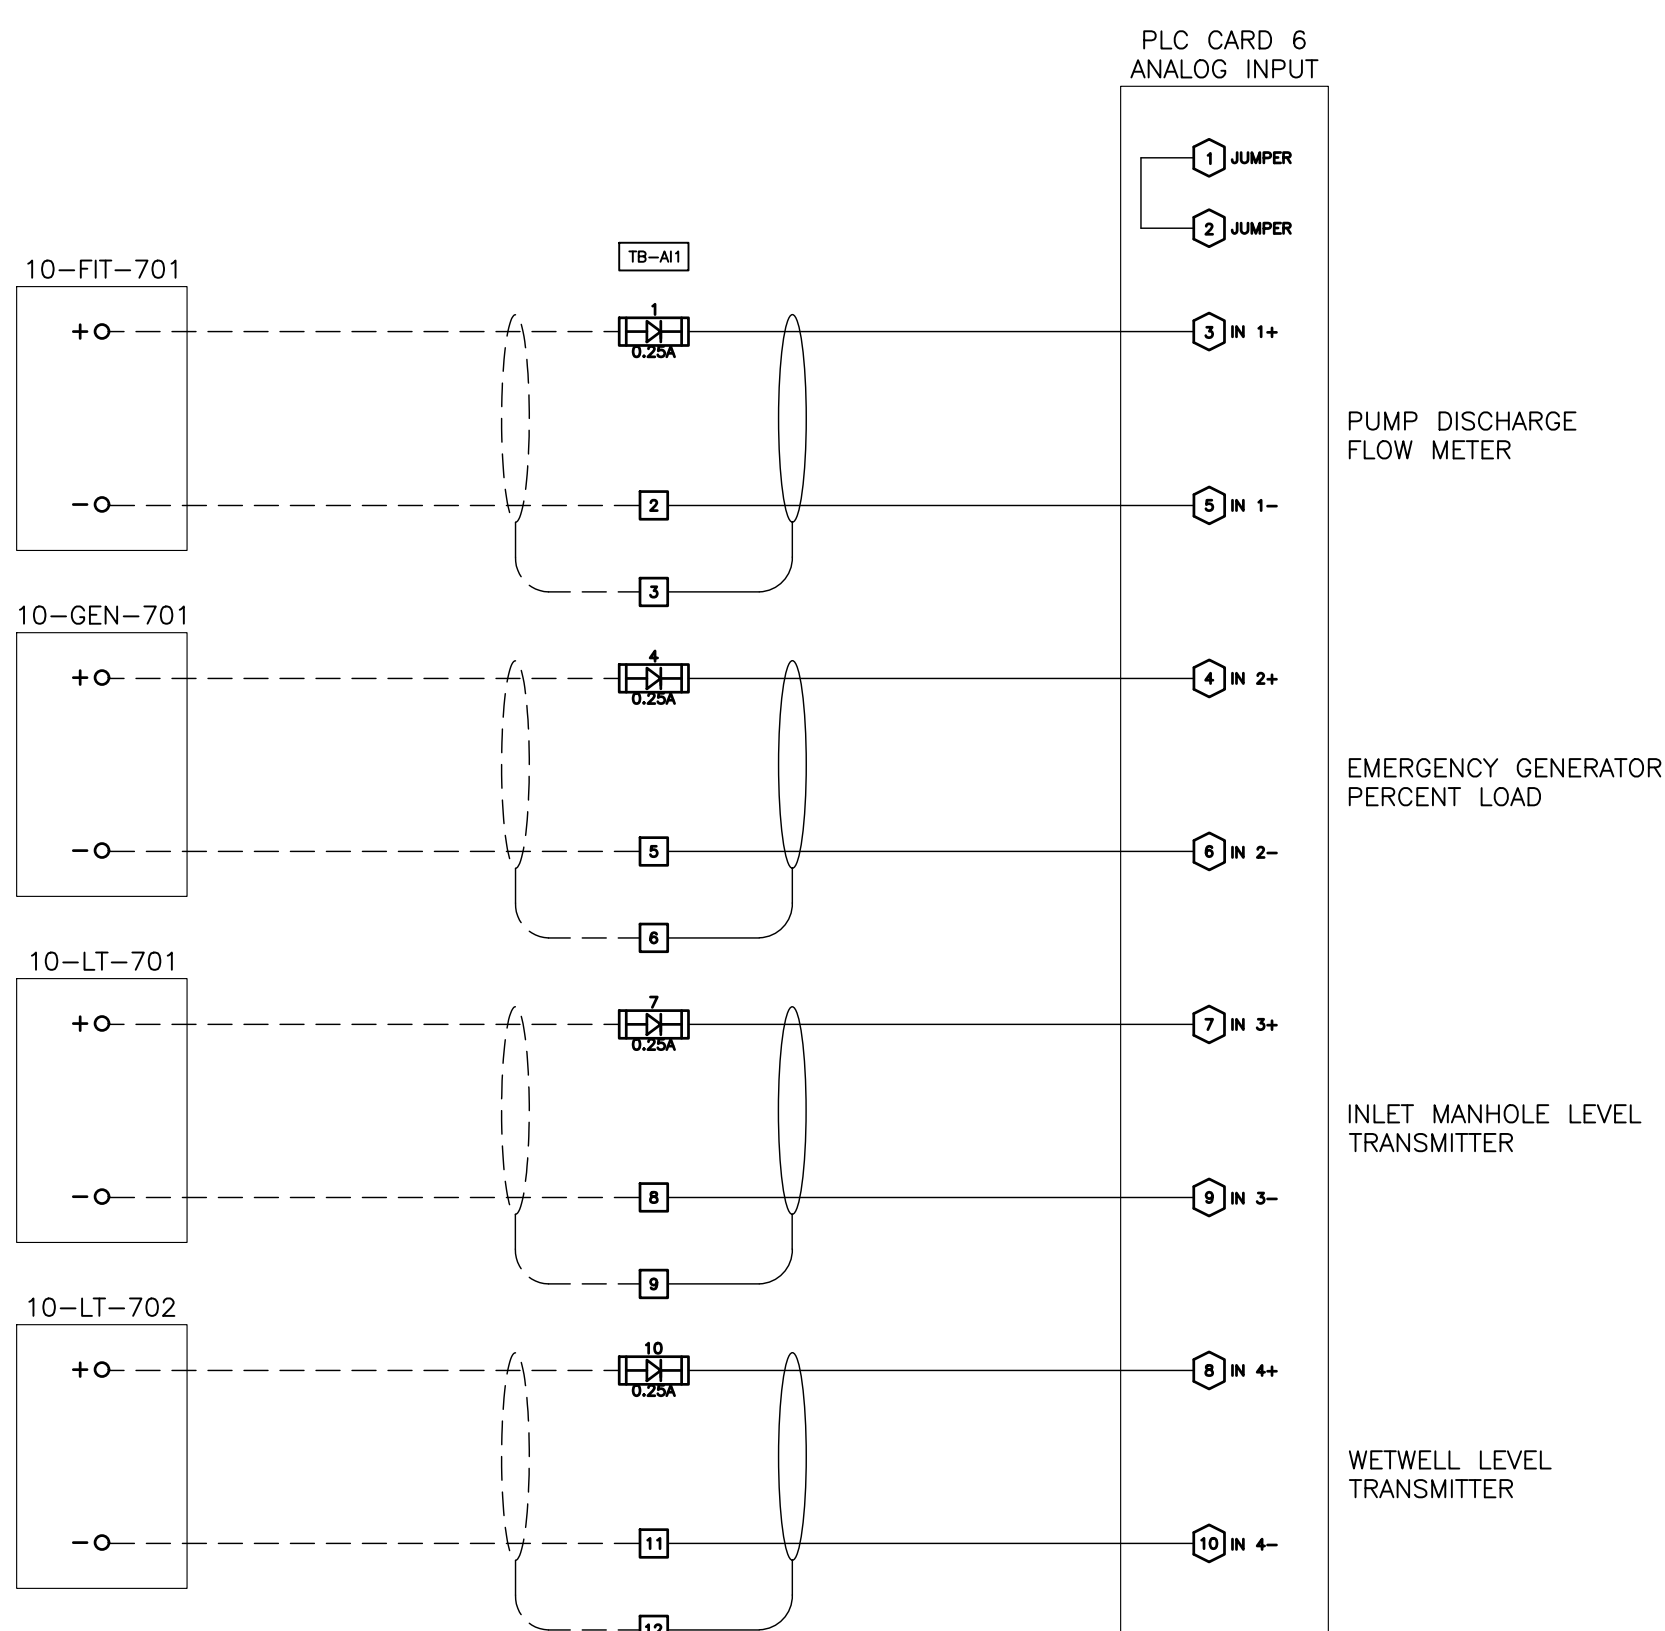 PLC CARD 6
ANALOG INPUT
1 JUMPER
2 JUMPER
TB-AI1
10-FIT-701
+
1
0.25A
3 IN 1+
PUMP DISCHARGE
FLOW METER
-
2
5 IN 1-
3
10-GEN-701
+
4
0.25A
4 IN 2+
EMERGENCY GENERATOR
PERCENT LOAD
-
5
6 IN 2-
6
10-LT-701
+
7
0.25A
7 IN 3+
INLET MANHOLE LEVEL
TRANSMITTER
-
8
9 IN 3-
9
10-LT-702
+
10
0.25A
8 IN 4+
WETWELL LEVEL
TRANSMITTER
-
11
10 IN 4-
12